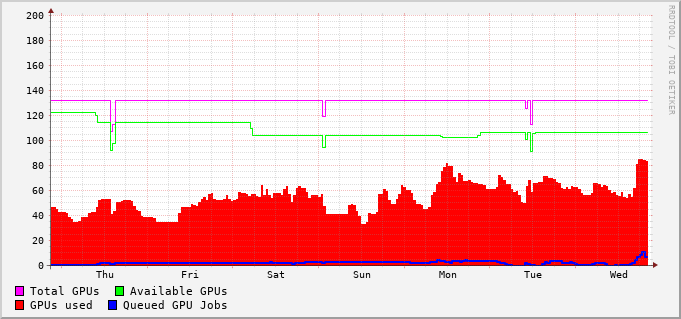 200
180
160
140
120
100
80
60
40
20
0
Thu Fri Sat Sun Mon Tue Wed
Total GPUs Available GPUs
GPUs used Queued GPU Jobs
RRDTOOL / TOBI OETIKER